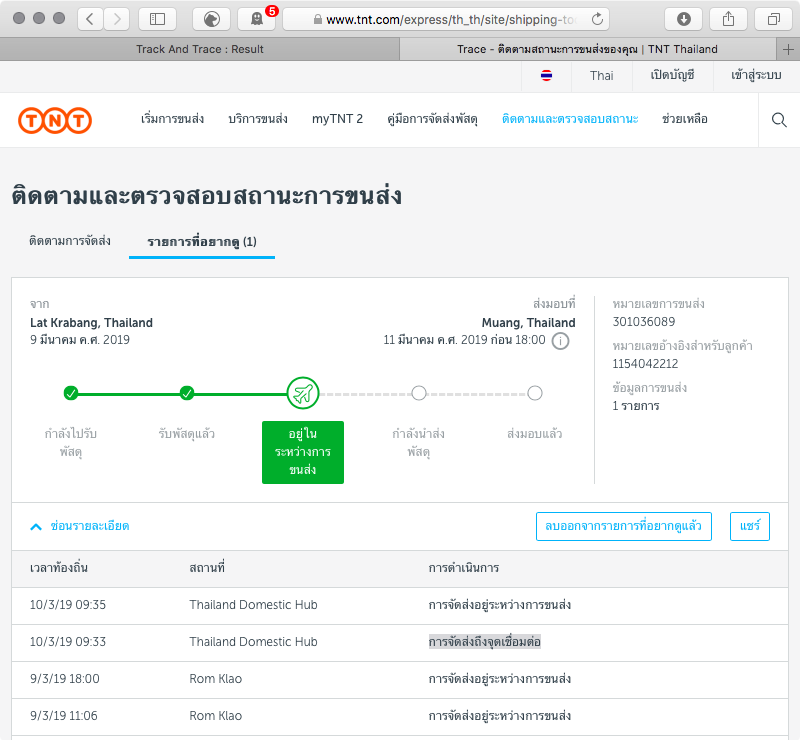 5
www.tnt.com/express/th_th/site/shipping-too
Track And Trace : Result
Trace - ติดตามสถานะการขนส่งของคุณ | TNT Thailand
Thai
เปิดบัญชี
เข้าสู่ระบบ
TNT
เริ่มการขนส่ง
บริการขนส่ง
myTNT 2
คู่มือการจัดส่งพัสดุ
ติดตามและตรวจสอบสถานะ
ช่วยเหลือ
ติดตามและตรวจสอบสถานะการขนส่ง
ติดตามการจัดส่ง
รายการที่อยากดู (1)
จาก
ส่งมอบที่
Lat Krabang, Thailand
Muang, Thailand
9 มีนาคม ค.ศ. 2019
11 มีนาคม ค.ศ. 2019 ก่อน 18:00
หมายเลขการขนส่ง
301036089
หมายเลขอ้างอิงสำหรับลูกค้า
1154042212
ข้อมูลการขนส่ง
1 รายการ
กำลังไปรับ
พัสดุ
รับพัสดุแล้ว
อยู่ใน
ระหว่างการ
ขนส่ง
กำลังนำส่ง
พัสดุ
ส่งมอบแล้ว
ซ่อนรายละเอียด
ลบออกจากรายการที่อยากดูแล้ว
แชร์
เวลาท้องถิ่น
สถานที่
การดำเนินการ
10/3/19 09:35
Thailand Domestic Hub
การจัดส่งอยู่ระหว่างการขนส่ง
10/3/19 09:33
Thailand Domestic Hub
การจัดส่งถึงจุดเชื่อมต่อ
9/3/19 18:00
Rom Klao
การจัดส่งอยู่ระหว่างการขนส่ง
9/3/19 11:06
Rom Klao
การจัดส่งอยู่ระหว่างการขนส่ง